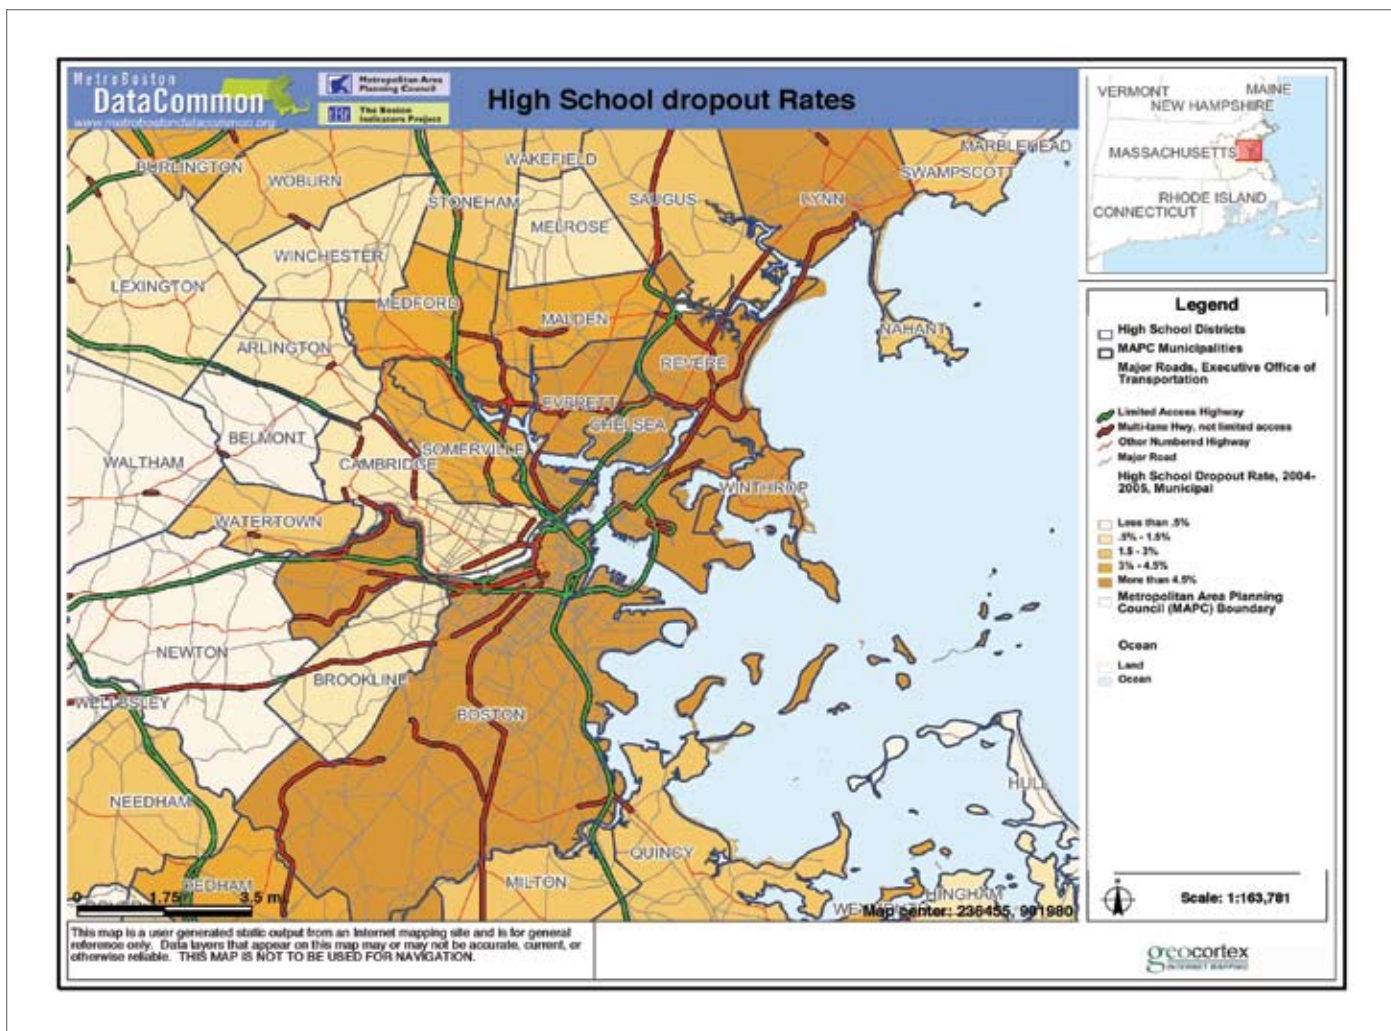 MetroBoston
DataCommon
www.metrobostondatacommon.org
Metropolitan Area
Planning Council
The Boston
Indicators Project
High School dropout Rates
VERMONT
MAINE
NEW HAMPSHIRE
MASSACHUSETTS
RHODE ISLAND
CONNECTICUT
BURLINGTON
WOBURN
WAKEFIELD
MARBLEHEAD
SWAMPSCOTT
STONEHAM
SAUGUS
LYNN
MELROSE
WINCHESTER
LEXINGTON
MEDFORD
MALDEN
NAHANT
ARLINGTON
REVERE
EVERETT
CHELSEA
BELMONT
SOMERVILLE
WALTHAM
CAMBRIDGE
WINTHROP
WATERTOWN
NEWTON
BROOKLINE
WELLESLEY
BOSTON
HULL
NEEDHAM
QUINCY
DEDHAM
MILTON
HINGHAM
0 1.75 3.5 m
Map center: 236455, 901980
Legend
High School Districts
MAPC Municipalities
Major Roads, Executive Office of
Transportation
Limited Access Highway
Multi-lane Hwy, not limited access
Other Numbered Highway
Major Road
High School Dropout Rate, 2004-
2005, Municipal
Less than .5%
.5% - 1.5%
1.5 - 3%
3% - 4.5%
More than 4.5%
Metropolitan Area Planning
Council (MAPC) Boundary
Ocean
Land
Ocean
Scale: 1:163,781
This map is a user generated static output from an Internet mapping site and is for general
reference only. Data layers that appear on this map may or may not be accurate, current, or
otherwise reliable. THIS MAP IS NOT TO BE USED FOR NAVIGATION.
geocortex
INTERNET MAPPING